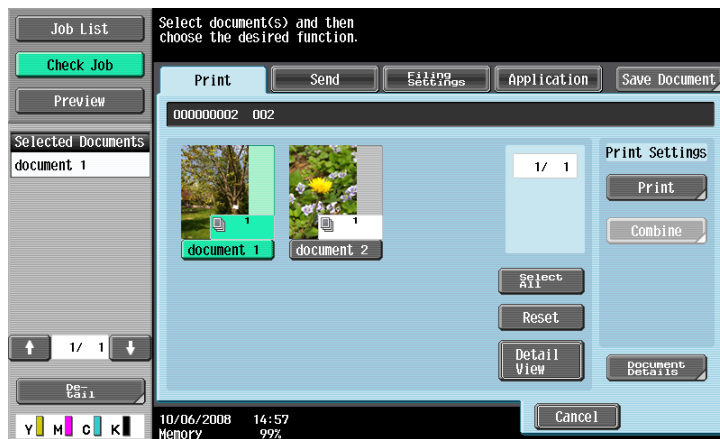 Job List
Check Job
Preview
Selected Documents
document 1
1/ 1
De-
tail
Y M C K
Select document(s) and then
choose the desired function.
Print
Send
Filing
Settings
Application
Save Document
000000002 002
1
document 1
1
document 2
1/ 1
Select
All
Reset
Detail
View
Print Settings
Print
Combine
Document
Details
Cancel
10/06/2008 14:57
Memory 99%